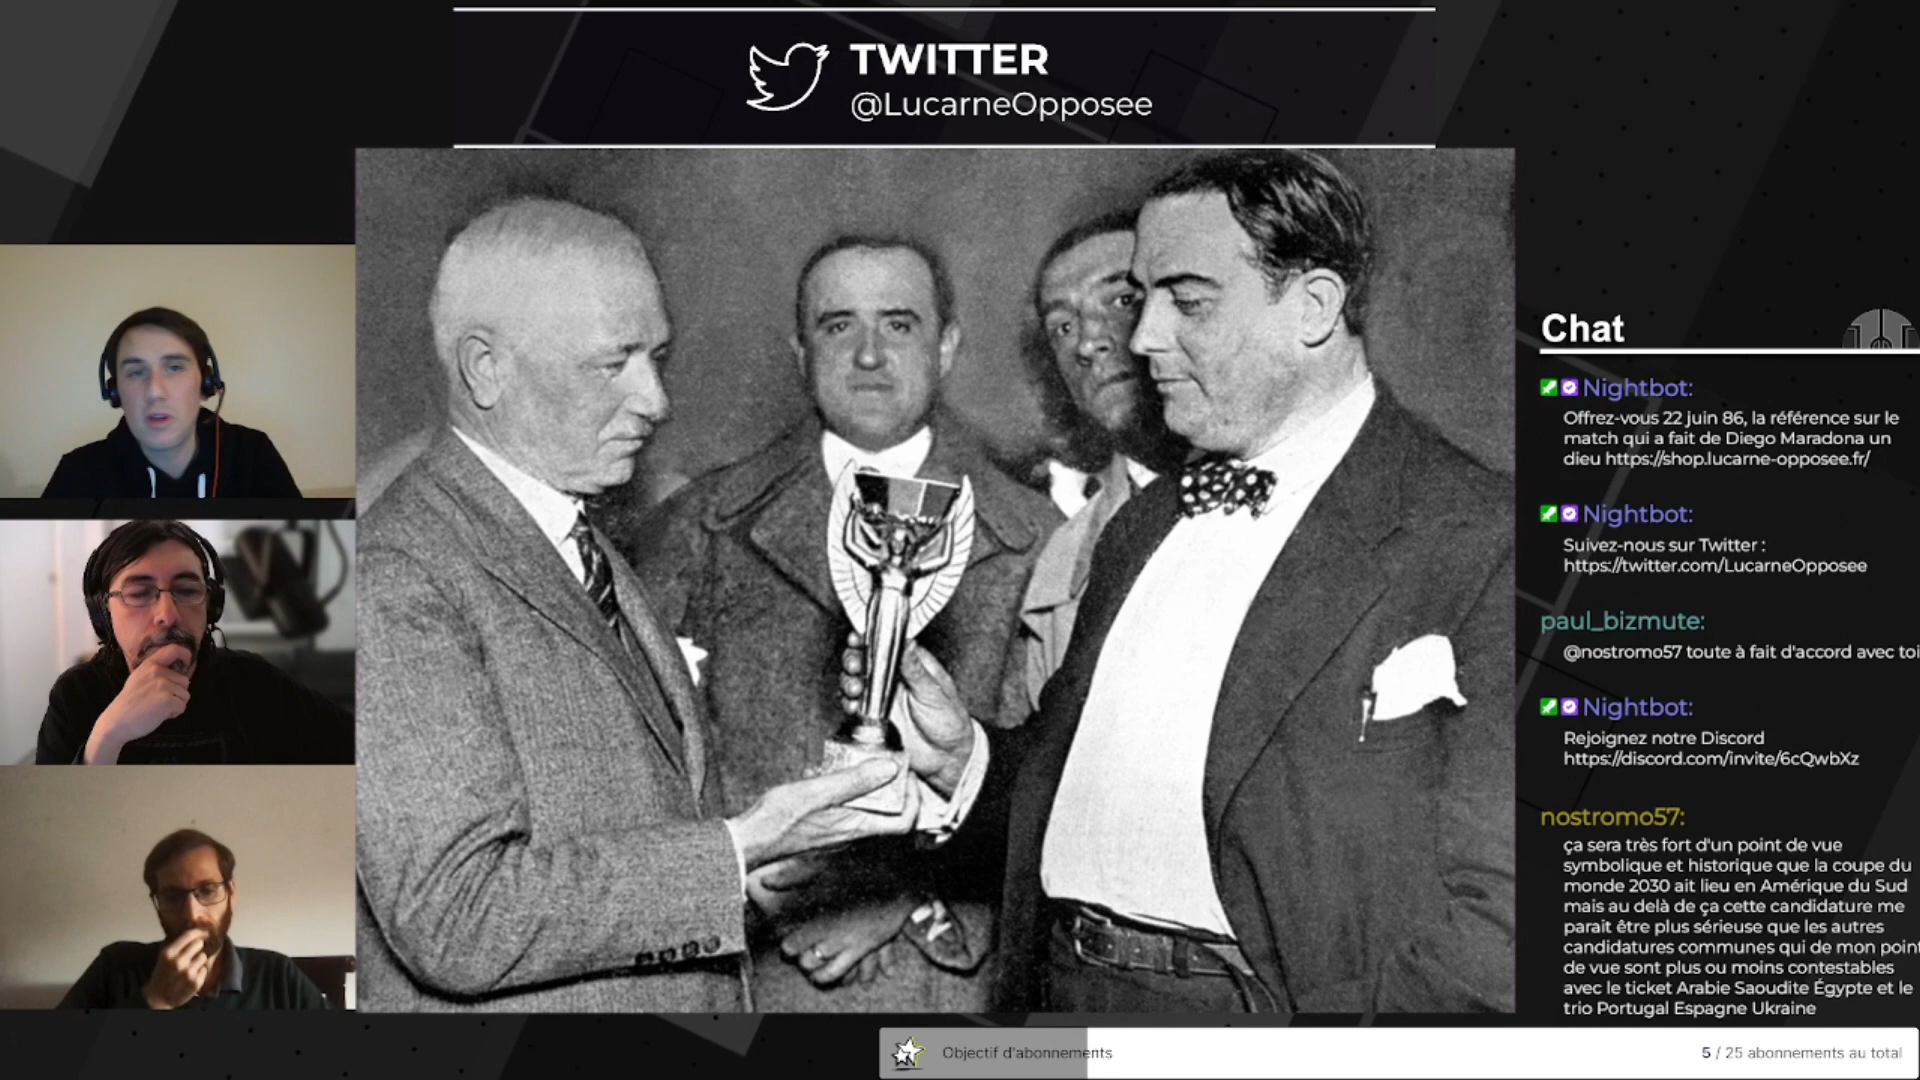 TWITTER
@LucarneOpposee
Chat
Nightbot:
Offrez-vous 22 juin 86, la référence sur le
match qui a fait de Diego Maradona un
dieu https://shop.lucarne-opposee.fr/
Nightbot:
Suivez-nous sur Twitter :
https://twitter.com/LucarneOpposee
paul_bizmute:
@nostromo57 toute à fait d'accord avec toi
Nightbot:
Rejoignez notre Discord
https://discord.com/invite/6cQwbXz
nostromo57:
ça sera très fort d'un point de vue
symbolique et historique que la coupe du
monde 2030 ait lieu en Amérique du Sud
mais au delà de ça cette candidature me
parait être plus sérieuse que les autres
candidatures communes qui de mon point
de vue sont plus ou moins contestables
avec le ticket Arabie Saoudite Égypte et le
trio Portugal Espagne Ukraine
Objectif d'abonnements
5 / 25 abonnements au total